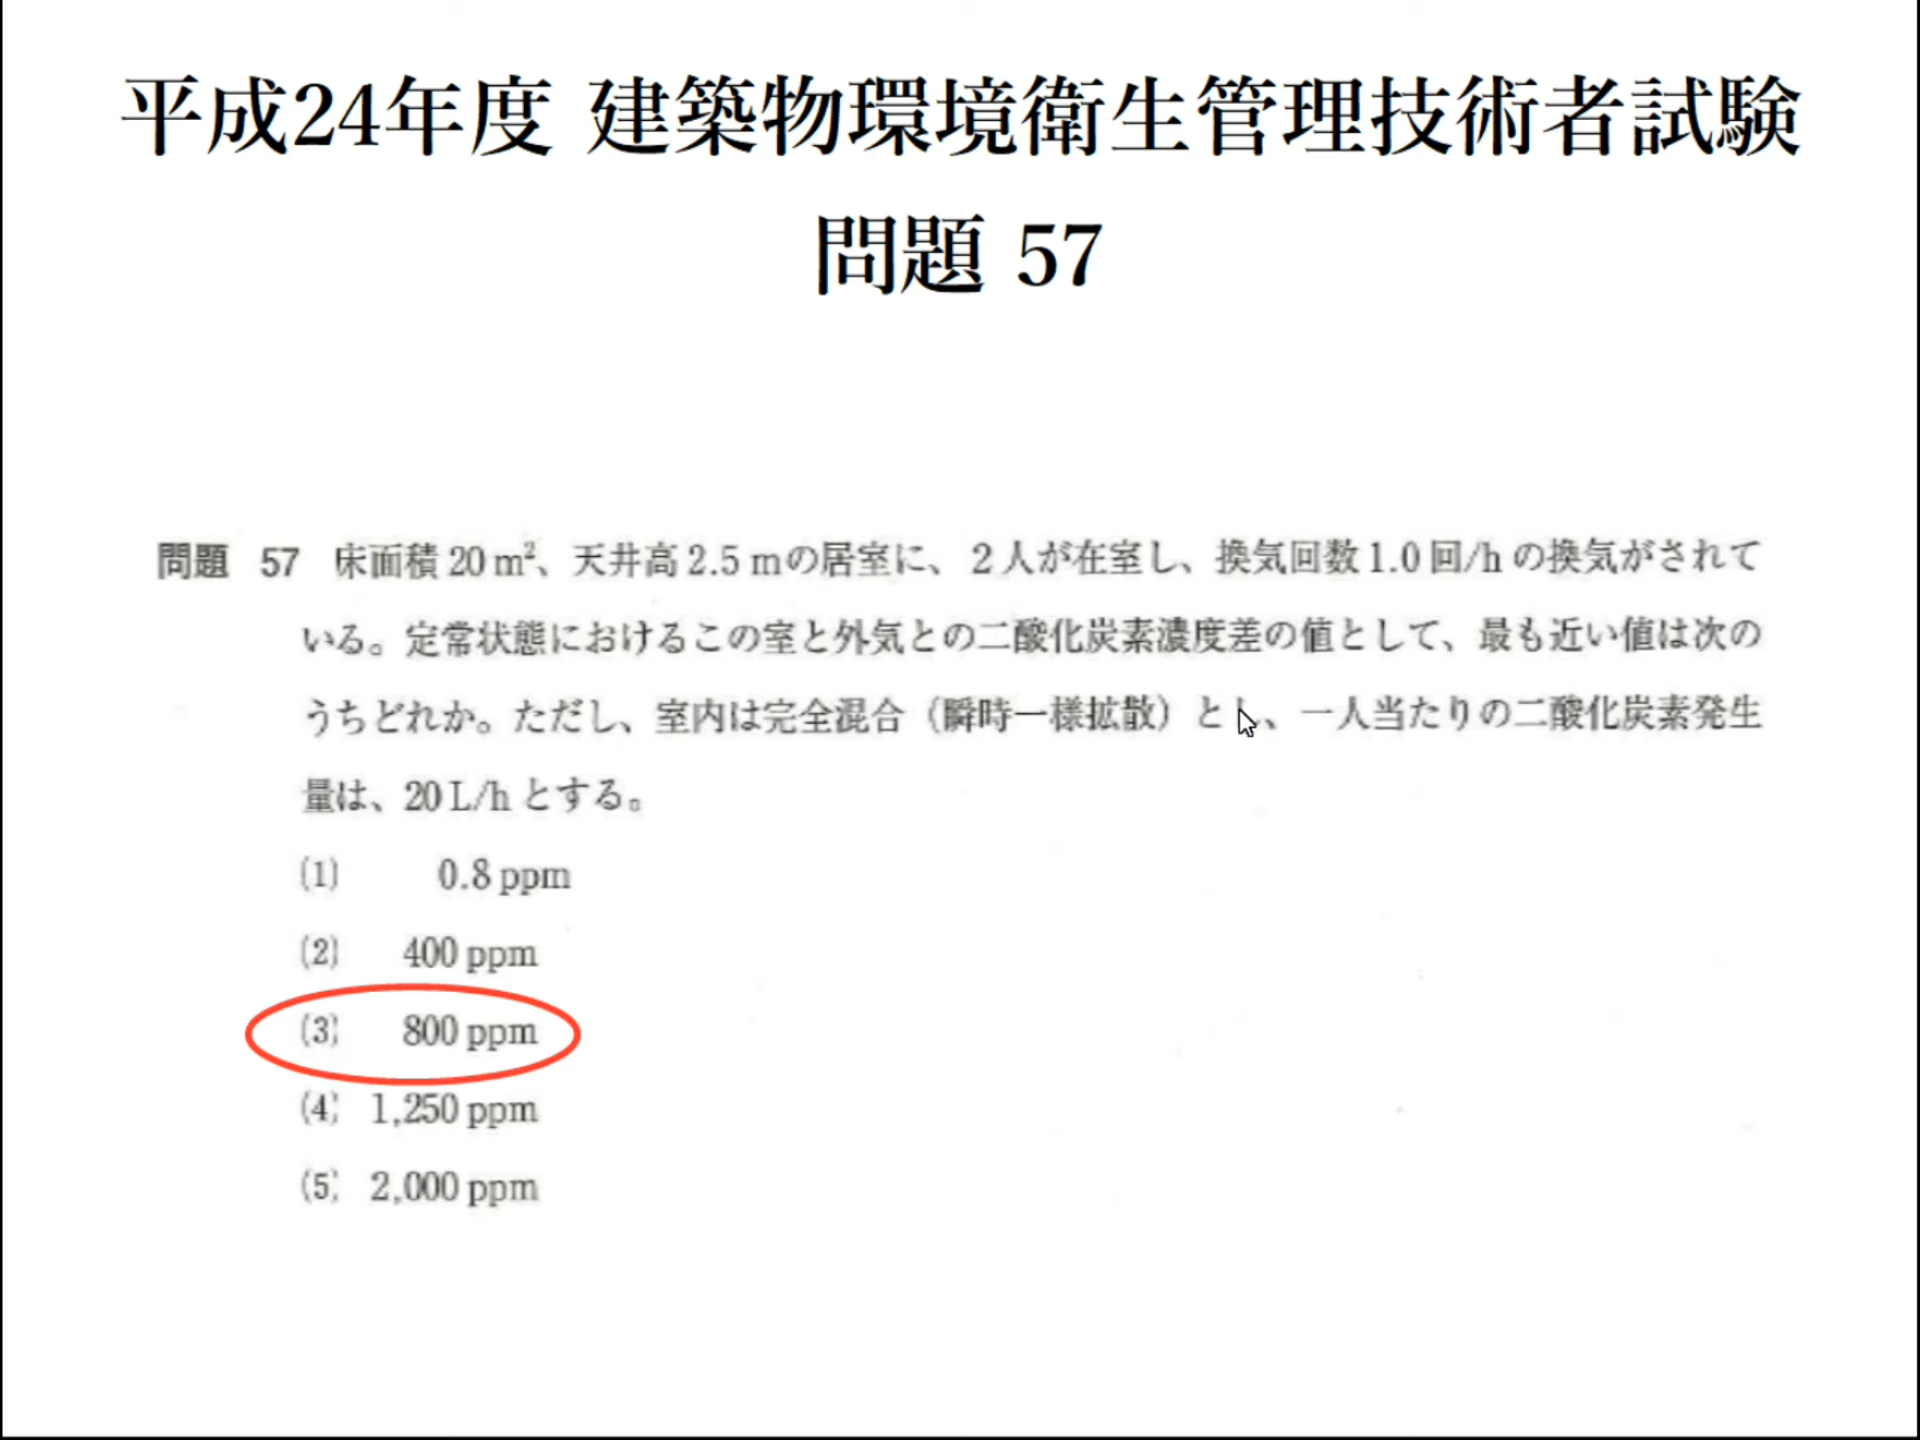 平成24年度 建築物環境衛生管理技術者試験
問題 57
問題 57 床面積 20 m²、天井高 2.5 mの居室に、2人が在室し、換気回数 1.0 回/h の換気がされて
いる。定常状態におけるこの室と外気との二酸化炭素濃度差の値として、最も近い値は次の
うちどれか。ただし、室内は完全混合（瞬時一様拡散）とし、一人当たりの二酸化炭素発生
量は、20 L/h とする。
(1) 0.8 ppm
(2) 400 ppm
(3) 800 ppm
(4) 1,250 ppm
(5) 2,000 ppm